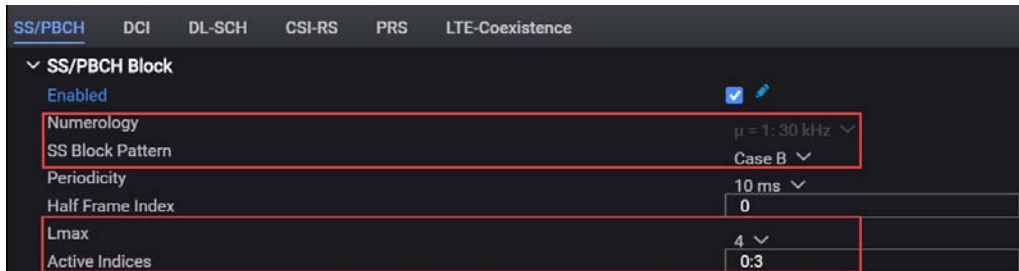 SS/PBCH DCI DL-SCH CSI-RS PRS LTE-Coexistence
SS/PBCH Block
Enabled
Numerology μ = 1: 30 kHz
SS Block Pattern Case B
Periodicity 10 ms
Half Frame Index 0
Lmax 4
Active Indices 0:3